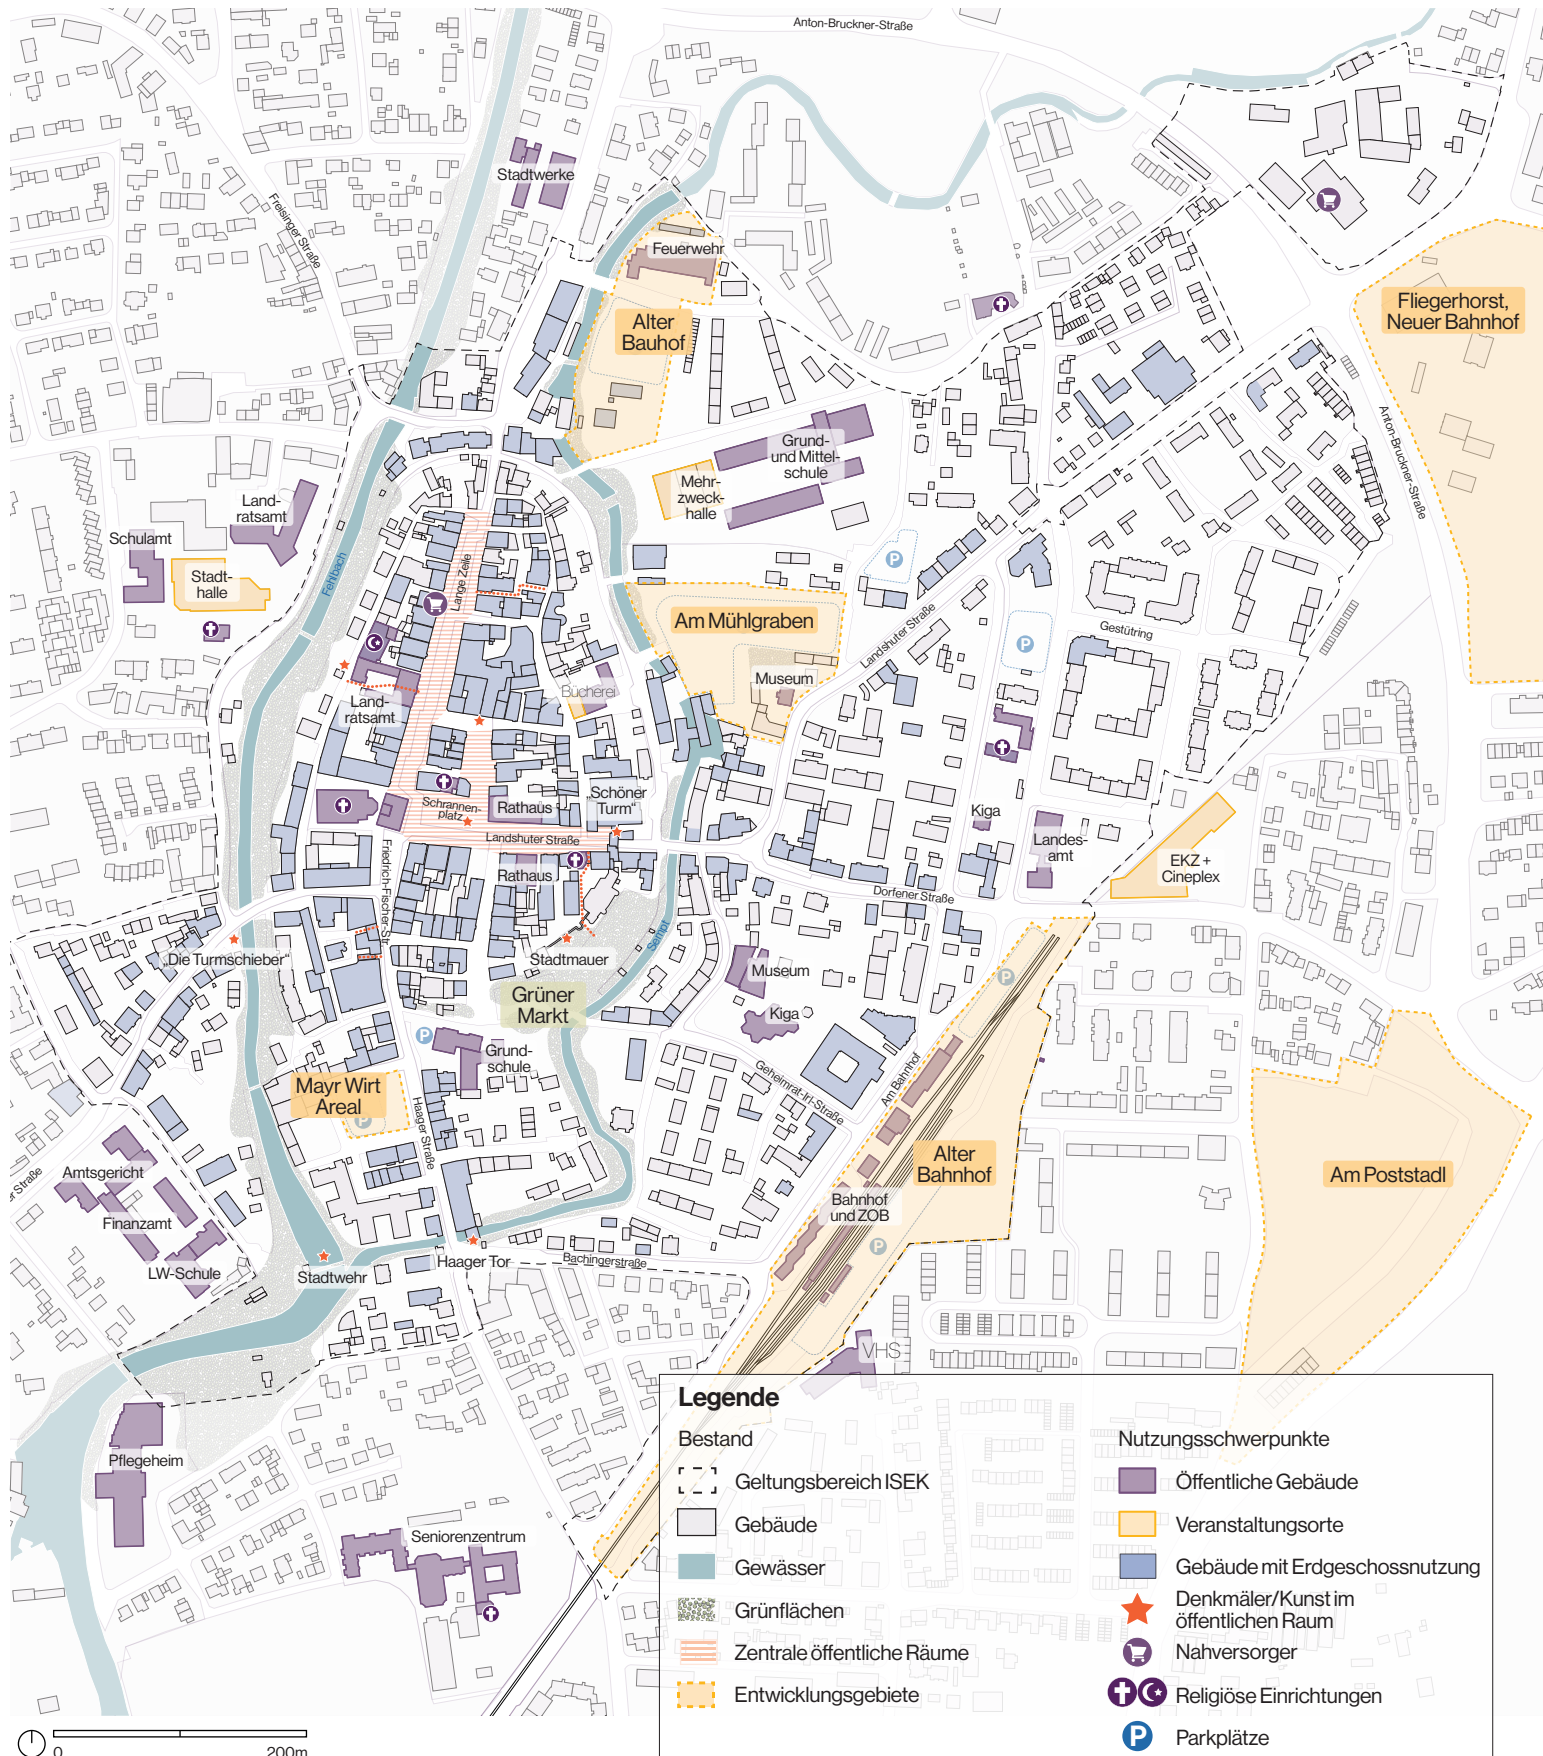 Anton-Bruckner-Straße
Stadtwerke
Freisinger Straße
Feuerwehr
Alter
Bauhof
Fliegerhorst,
Neuer Bahnhof
Anton-Bruckner-Straße
Grund-
und Mittel-
schule
Mehr-
zweck-
halle
Land-
ratsamt
Schulamt
Stadt-
halle
Fehlbach
Lange Zeile
P
Am Mühlgraben
Landshuter Straße
Gestütring
P
Museum
Bücherei
Land-
ratsamt
Schrannen-
platz
Rathaus
„Schöner
Turm“
Landshuter Straße
Rathaus
Friedrich-Fischer-Str.
Kiga
Landes-
amt
EKZ +
Cineplex
Dorfener Straße
„Die Turmschieber“
Stadtmauer
Sempt
Museum
P
Grüner
Markt
Kiga
P
Grund-
schule
Geheimrat-Irl-Straße
Am Bahnhof
Mayr Wirt
Areal
P
Haager Straße
Alter
Bahnhof
Am Poststadl
Amtsgericht
er Straße
Finanzamt
Bahnhof
und ZOB
P
LW-Schule
Stadtwehr
Haager Tor
Bachingerstraße
VHS
Pflegeheim
Seniorenzentrum
Legende
Bestand
Geltungsbereich ISEK
Gebäude
Gewässer
Grünflächen
Zentrale öffentliche Räume
Entwicklungsgebiete
Nutzungsschwerpunkte
Öffentliche Gebäude
Veranstaltungsorte
Gebäude mit Erdgeschossnutzung
Denkmäler/Kunst im
öffentlichen Raum
Nahversorger
Religiöse Einrichtungen
P Parkplätze
0 200m